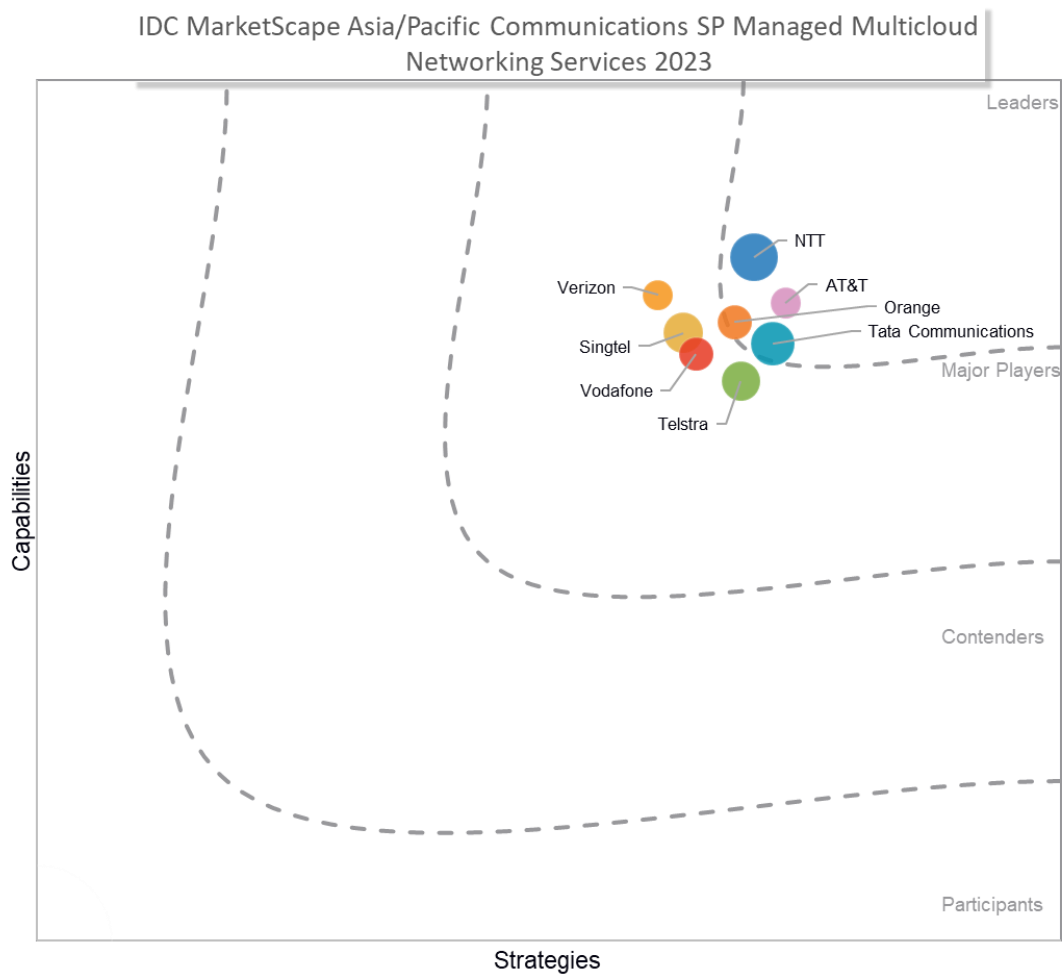 IDC MarketScape Asia/Pacific Communications SP Managed Multicloud
Networking Services 2023
Leaders
NTT
Verizon
AT&T
Orange
Tata Communications
Singtel
Major Players
Vodafone
Telstra
Capabilities
Contenders
Participants
Strategies